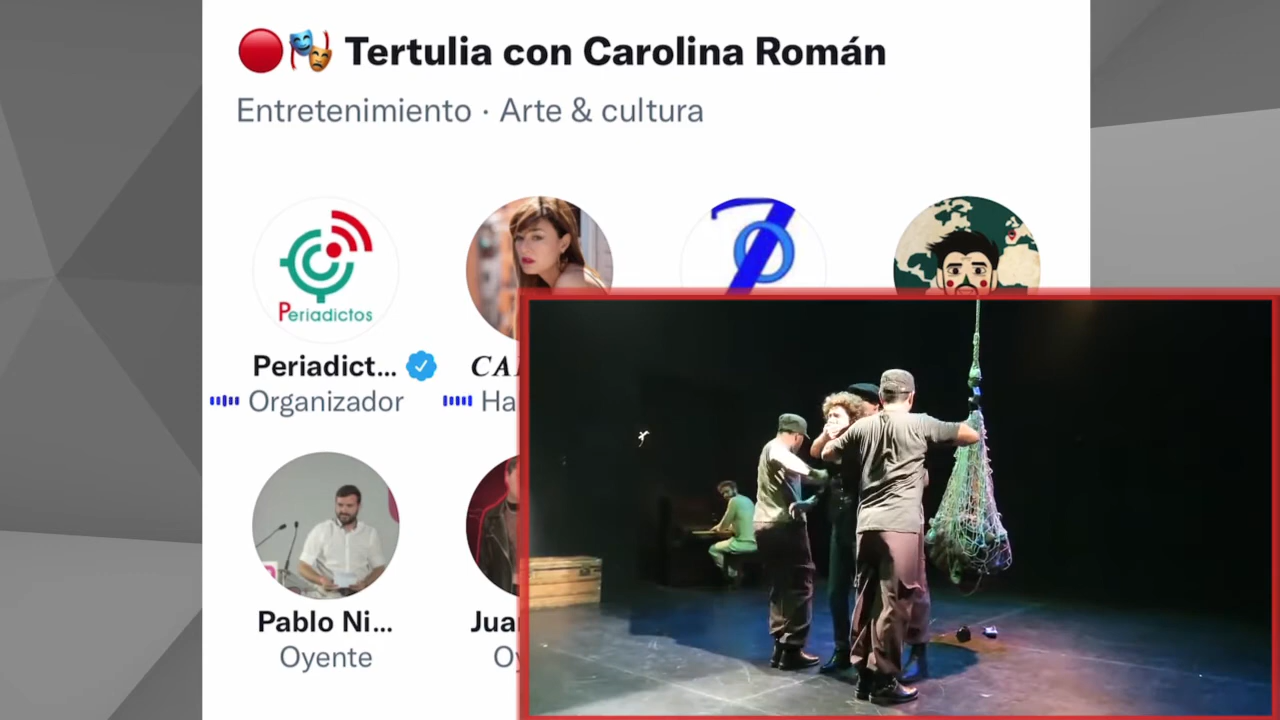 Tertulia con Carolina Román
Entretenimiento · Arte & cultura
Periadictos
Periadict...
Organizador
Pablo Ni...
Oyente